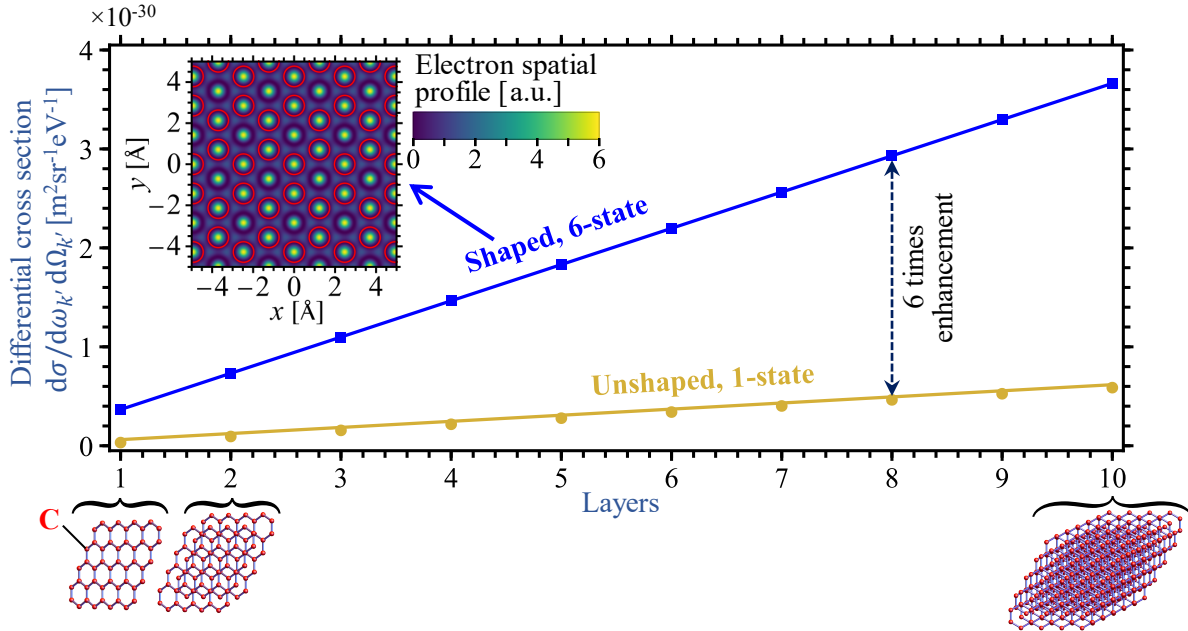 ×10⁻³⁰
Differential cross section
dσ/dω𝑘′dΩ𝑘′ [m²sr⁻¹eV⁻¹]
4
3
2
1
0
4
2
0
−2
−4
y [Å]
−4 −2 0 2 4
x [Å]
Electron spatial
profile [a.u.]
0 2 4 6
Shaped, 6-state
Unshaped, 1-state
6 times
enhancement
1 2 3 4 5 6 7 8 9 10
Layers
C